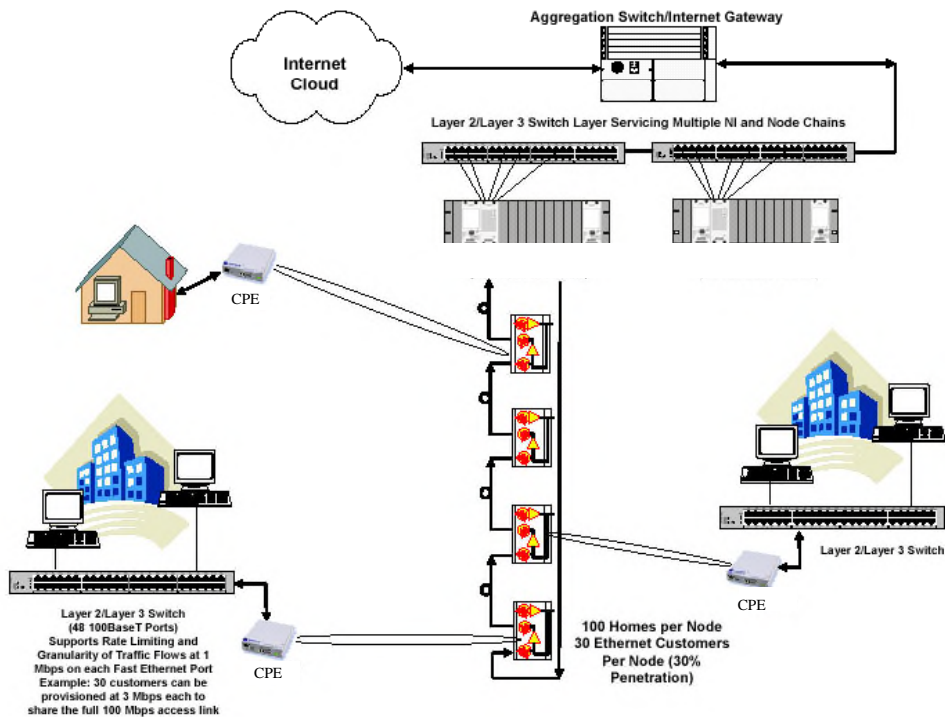 Aggregation Switch/Internet Gateway
Internet
Cloud
Layer 2/Layer 3 Switch Layer Servicing Multiple NI and Node Chains
CPE
Layer 2/Layer 3 Switch
CPE
Layer 2/Layer 3 Switch
(48 100BaseT Ports)
Supports Rate Limiting and
Granularity of Traffic Flows at 1
Mbps on each Fast Ethernet Port
Example: 30 customers can be
provisioned at 3 Mbps each to
share the full 100 Mbps access link
CPE
100 Homes per Node
30 Ethernet Customers
Per Node (30%
Penetration)